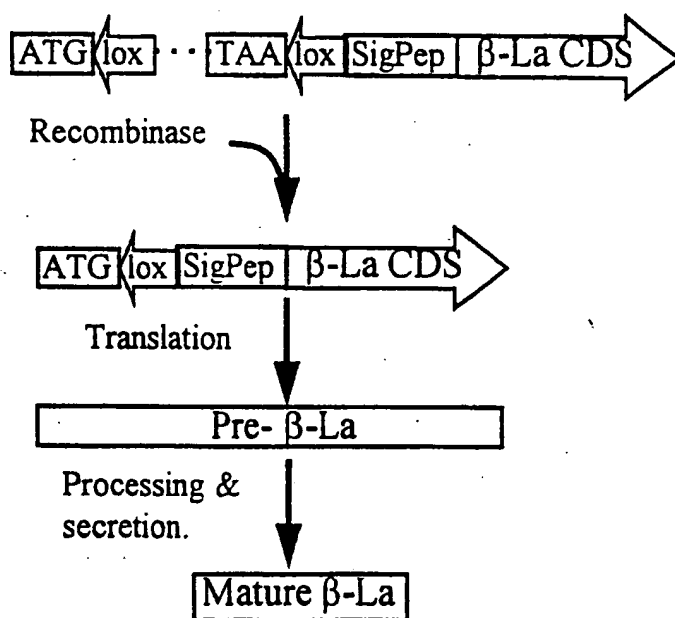 ATG lox ··· TAA lox SigPep β-La CDS
Recombinase
ATG lox SigPep β-La CDS
Translation
Pre- β-La
Processing &
secretion.
Mature β-La